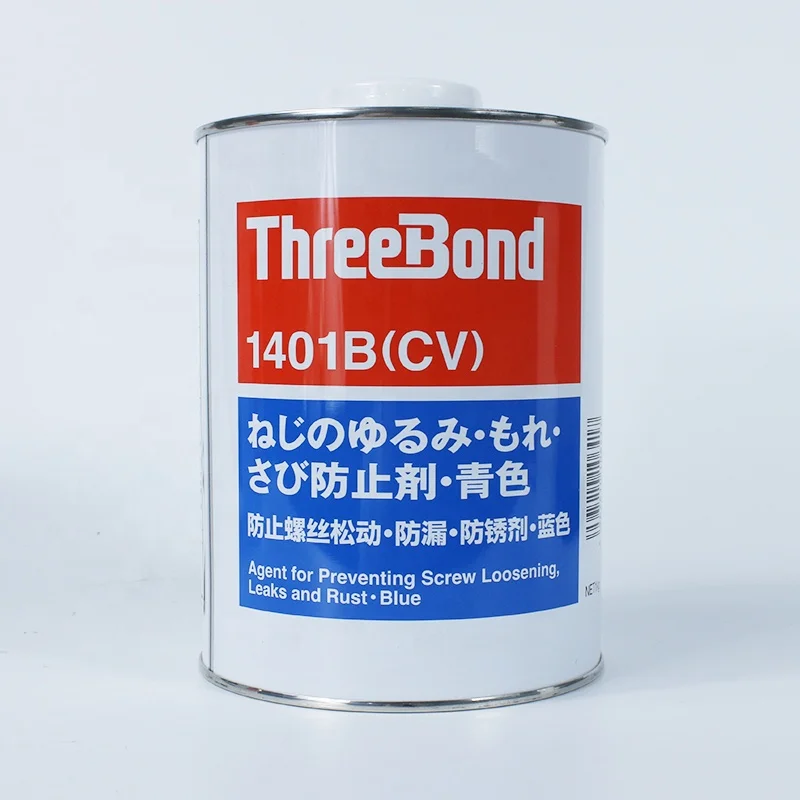 ThreeBond
1401B(CV)
ねじのゆるみ・もれ・
さび防止剤・青色
防止螺丝松动・防漏・防锈剂・蓝色
Agent for Preventing Screw Loosening,
Leaks and Rust・Blue